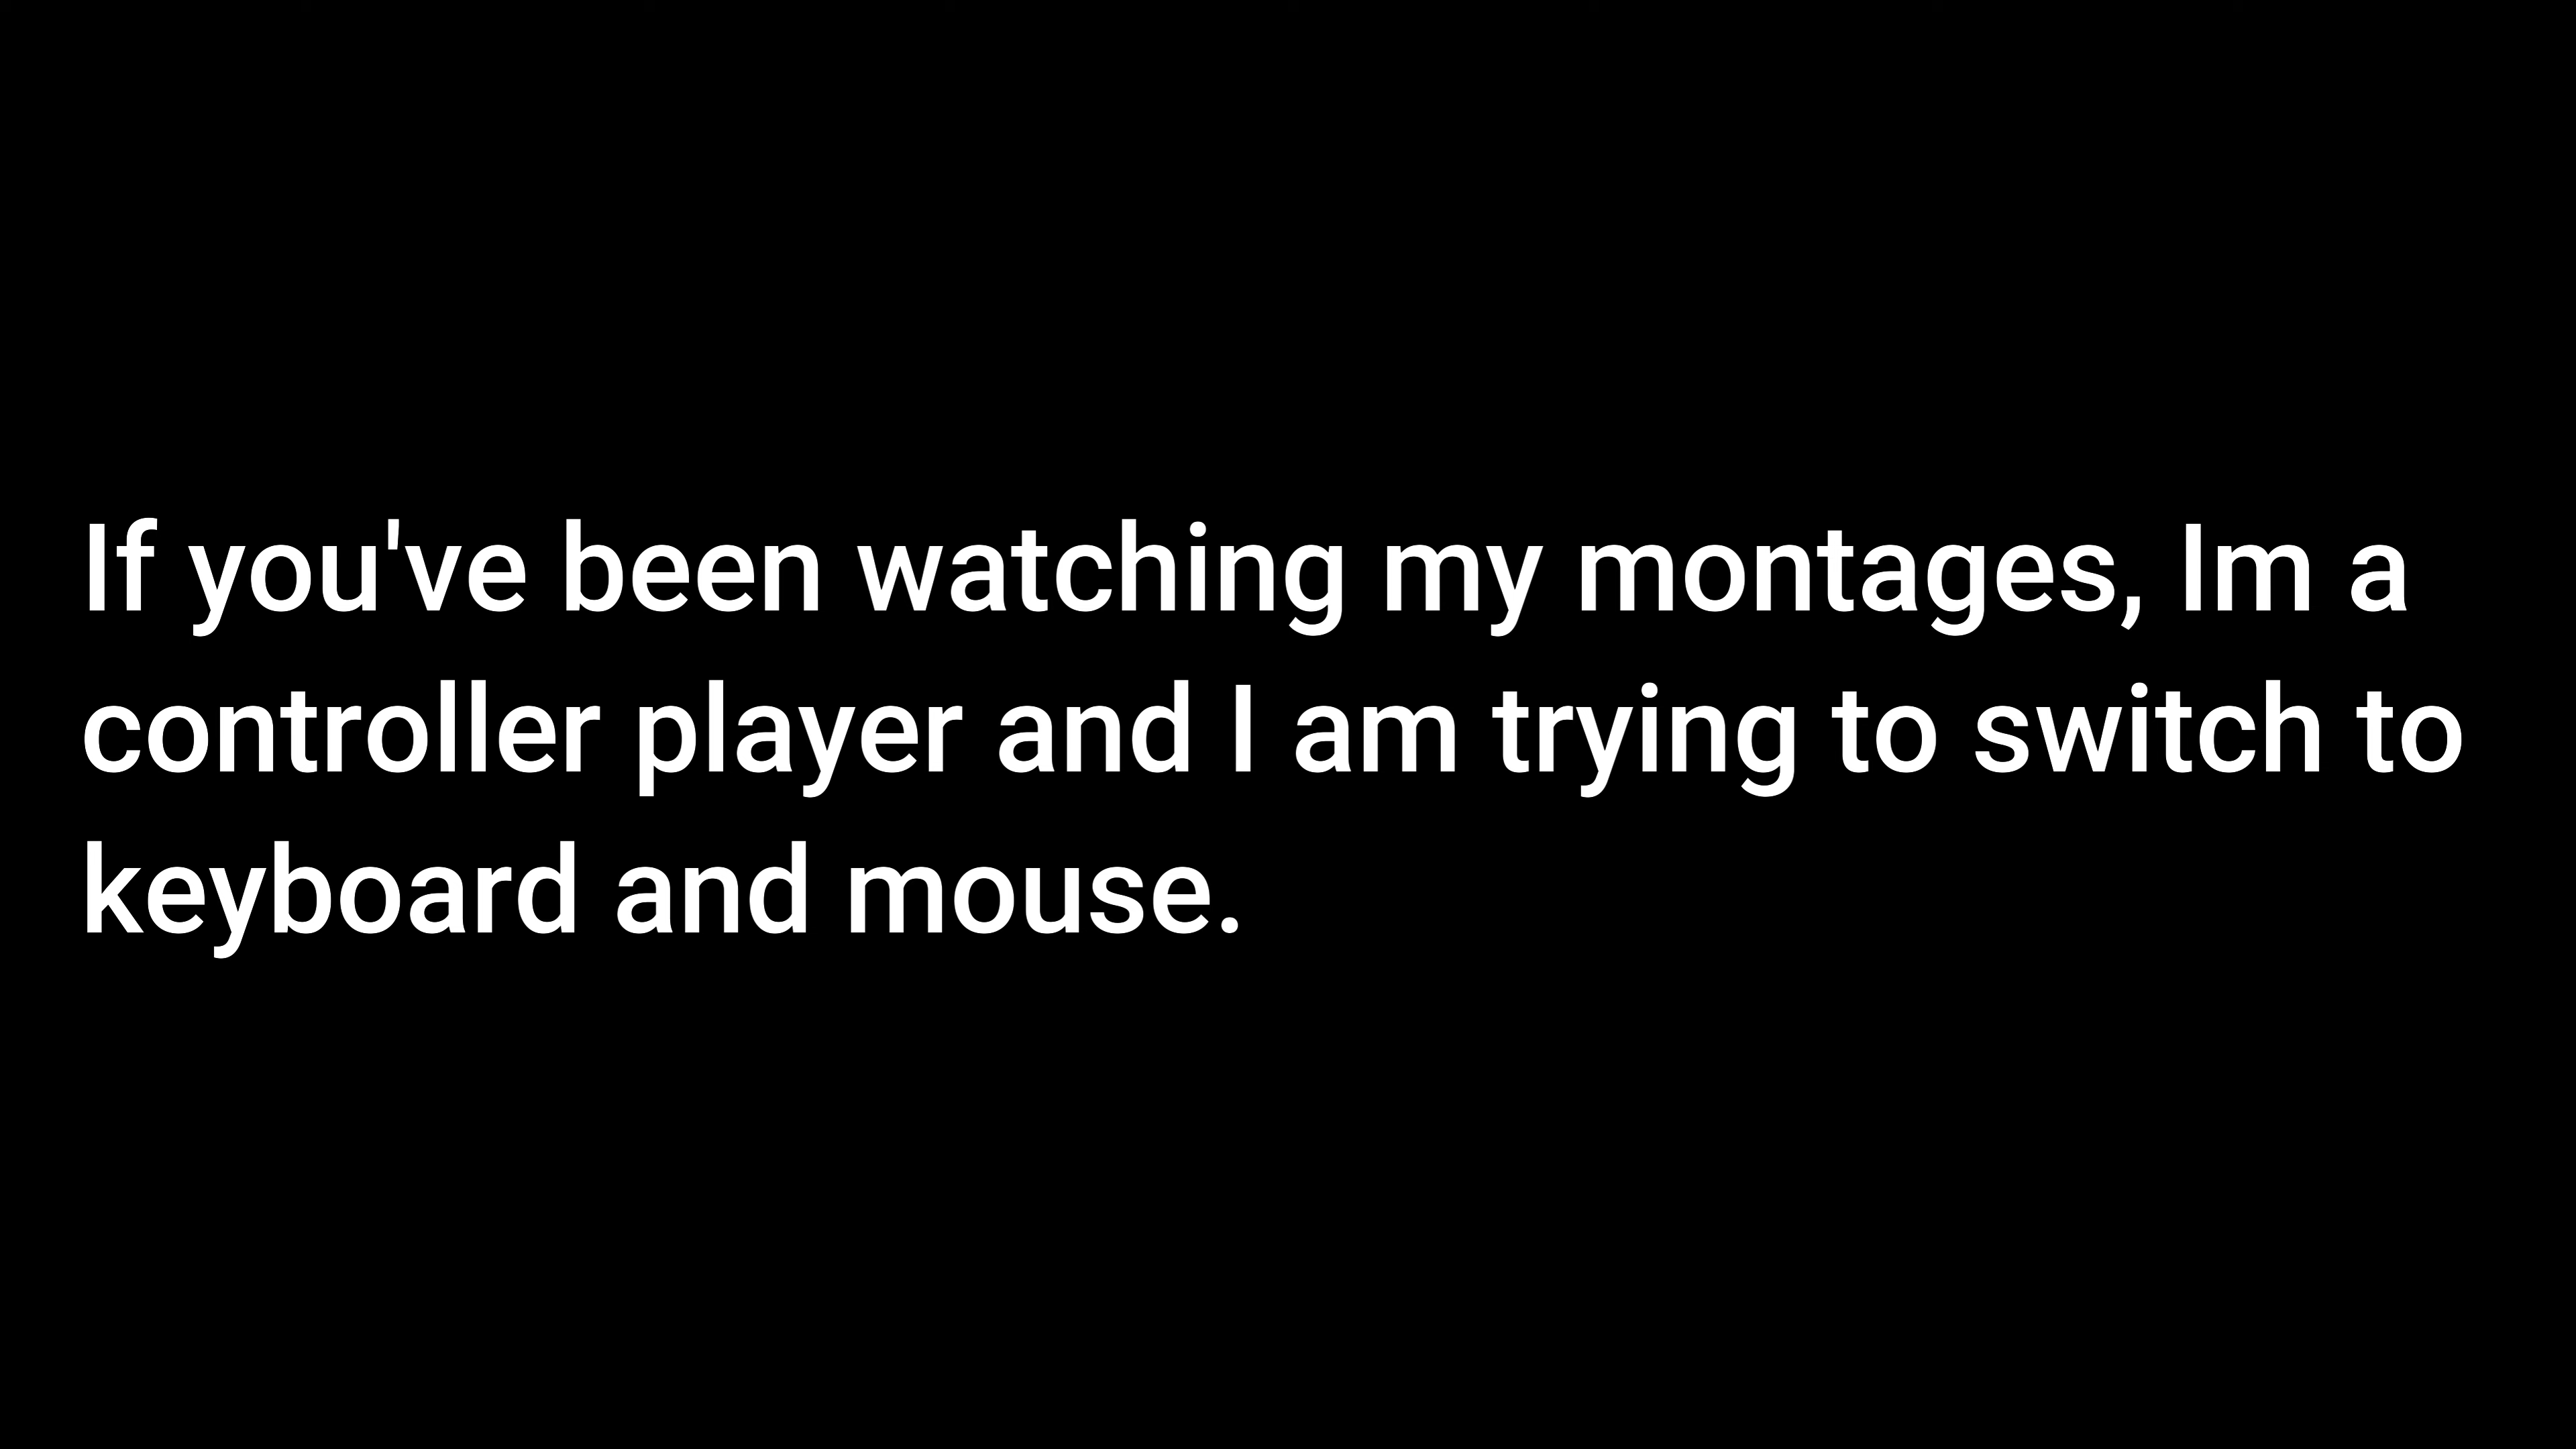 If you've been watching my montages, Im a
controller player and I am trying to switch to
keyboard and mouse.